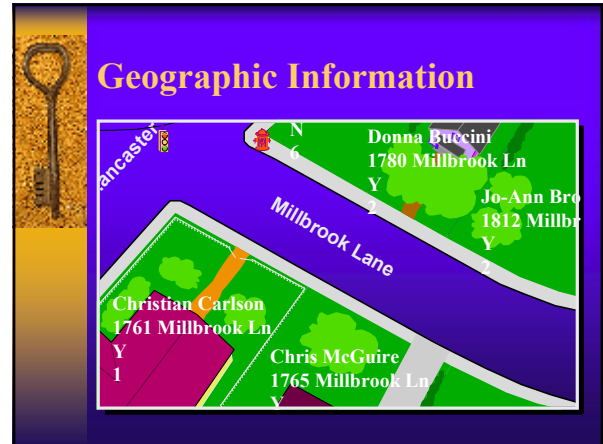 Geographic Information
Lancaster
N
6
Donna Buccini
1780 Millbrook Ln
Y
2
Jo-Ann Bro
1812 Millbr
Y
2
Millbrook Lane
Christian Carlson
1761 Millbrook Ln
Y
1
Chris McGuire
1765 Millbrook Ln
Y